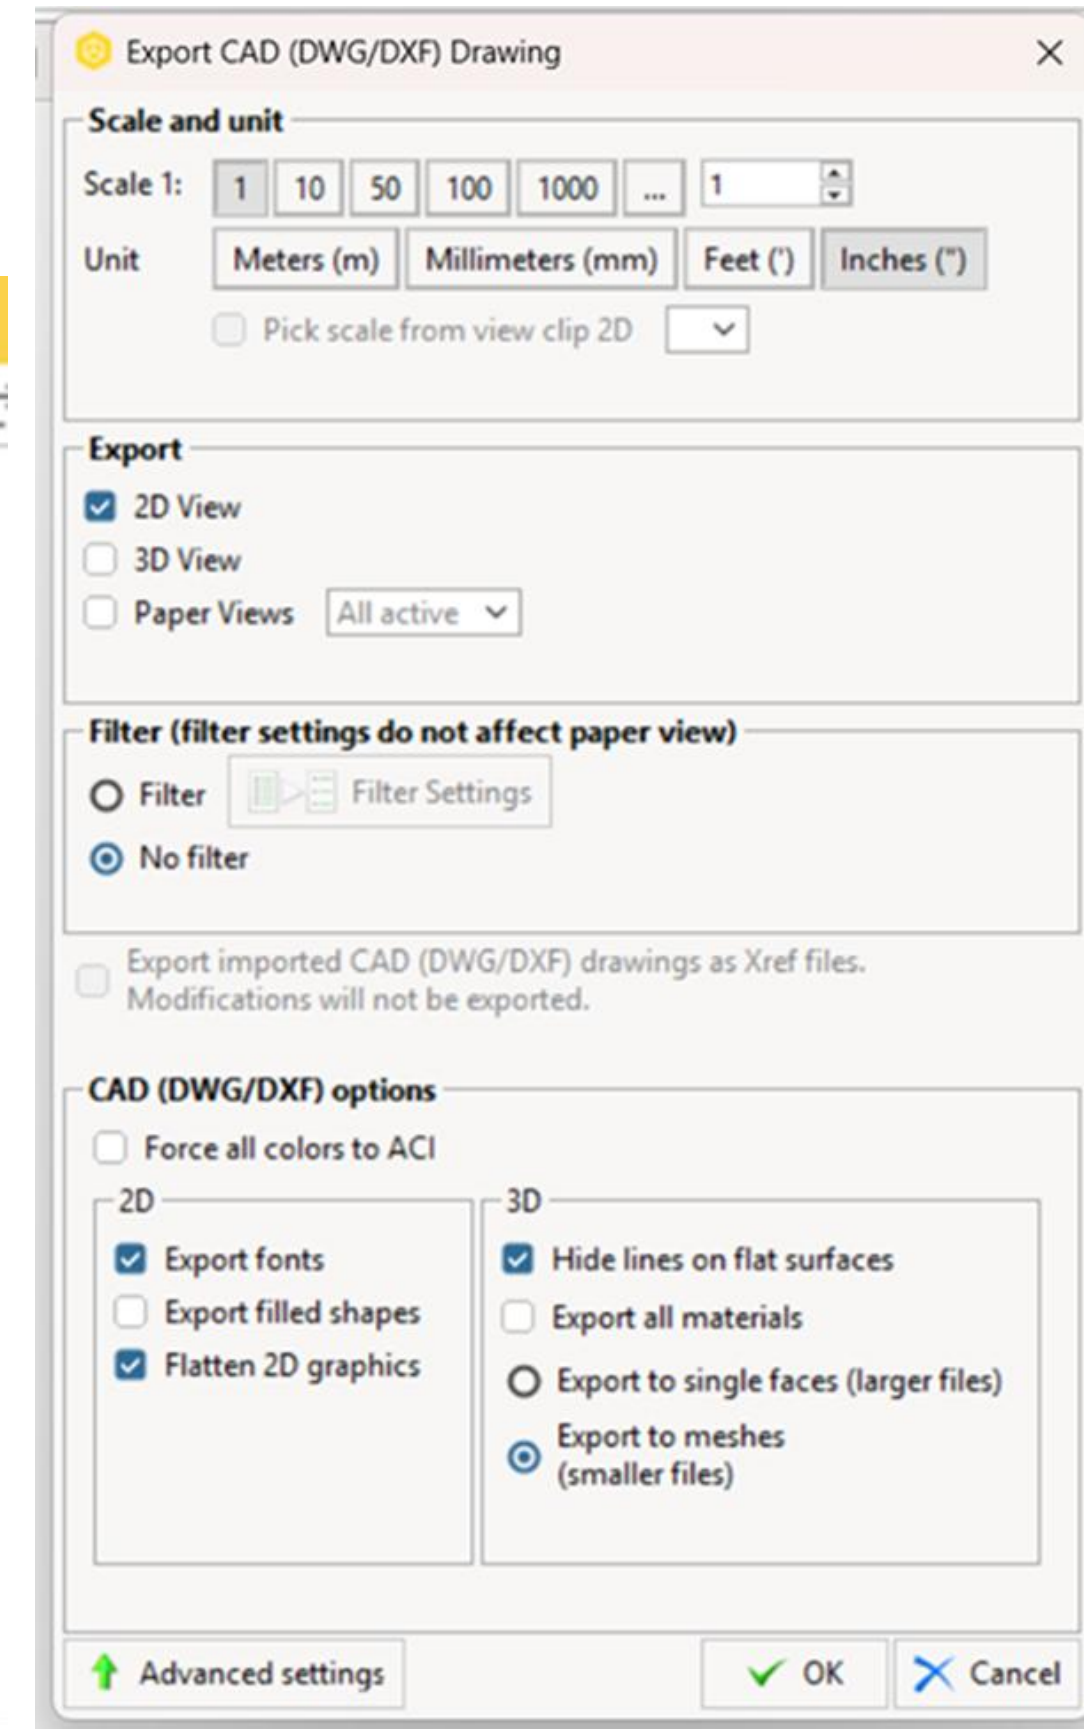 Export CAD (DWG/DXF) Drawing
Scale and unit
Scale 1: 1 10 50 100 1000 ... 1
Unit Meters (m) Millimeters (mm) Feet (') Inches (")
Pick scale from view clip 2D
Export
2D View
3D View
Paper Views All active
Filter (filter settings do not affect paper view)
Filter Filter Settings
No filter
Export imported CAD (DWG/DXF) drawings as Xref files.
Modifications will not be exported.
CAD (DWG/DXF) options
Force all colors to ACI
2D
Export fonts
Export filled shapes
Flatten 2D graphics
3D
Hide lines on flat surfaces
Export all materials
Export to single faces (larger files)
Export to meshes
(smaller files)
Advanced settings OK Cancel